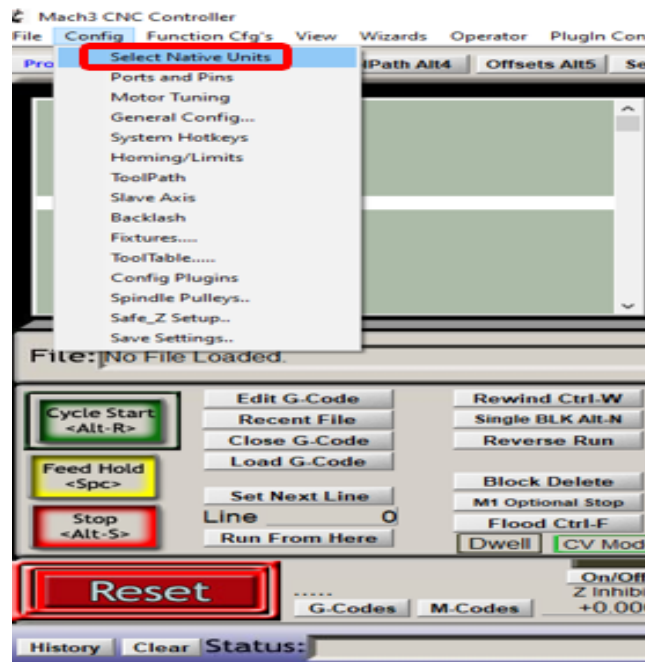 Mach3 CNC Controller
File Config Function Cfg's View Wizards Operator PlugIn Con
Pro
lPath Alt4 Offsets Alt5 Se
Select Native Units
Ports and Pins
Motor Tuning
General Config...
System Hotkeys
Homing/Limits
ToolPath
Slave Axis
Backlash
Fixtures.....
ToolTable.....
Config Plugins
Spindle Pulleys..
Safe_Z Setup..
Save Settings..
File: No File Loaded.
Cycle Start
<Alt-R>
Feed Hold
<Spc>
Stop
<Alt-S>
Edit G-Code
Recent File
Close G-Code
Load G-Code
Set Next Line
Line 0
Run From Here
Rewind Ctrl-W
Single BLK Alt-N
Reverse Run
Block Delete
M1 Optional Stop
Flood Ctrl-F
Dwell CV Mod
Reset
.....
G-Codes M-Codes
On/Off
Z Inhibi
+0.00
History Clear Status: